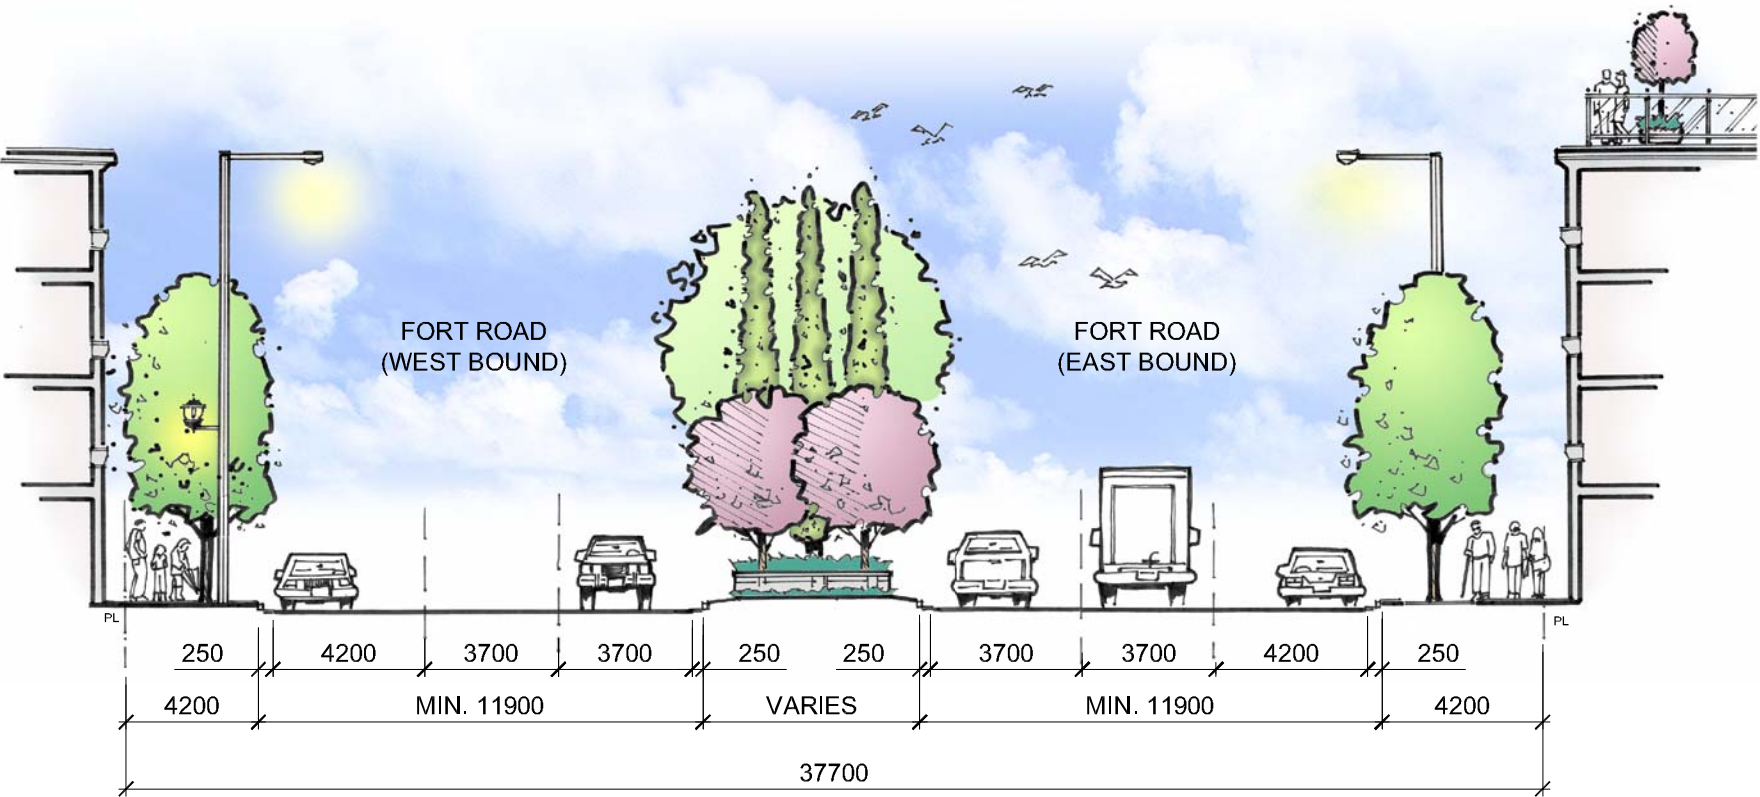 FORT ROAD
(WEST BOUND)
FORT ROAD
(EAST BOUND)
PL
PL
250
4200
3700
3700
250
250
3700
3700
4200
250
4200
MIN. 11900
VARIES
MIN. 11900
4200
37700